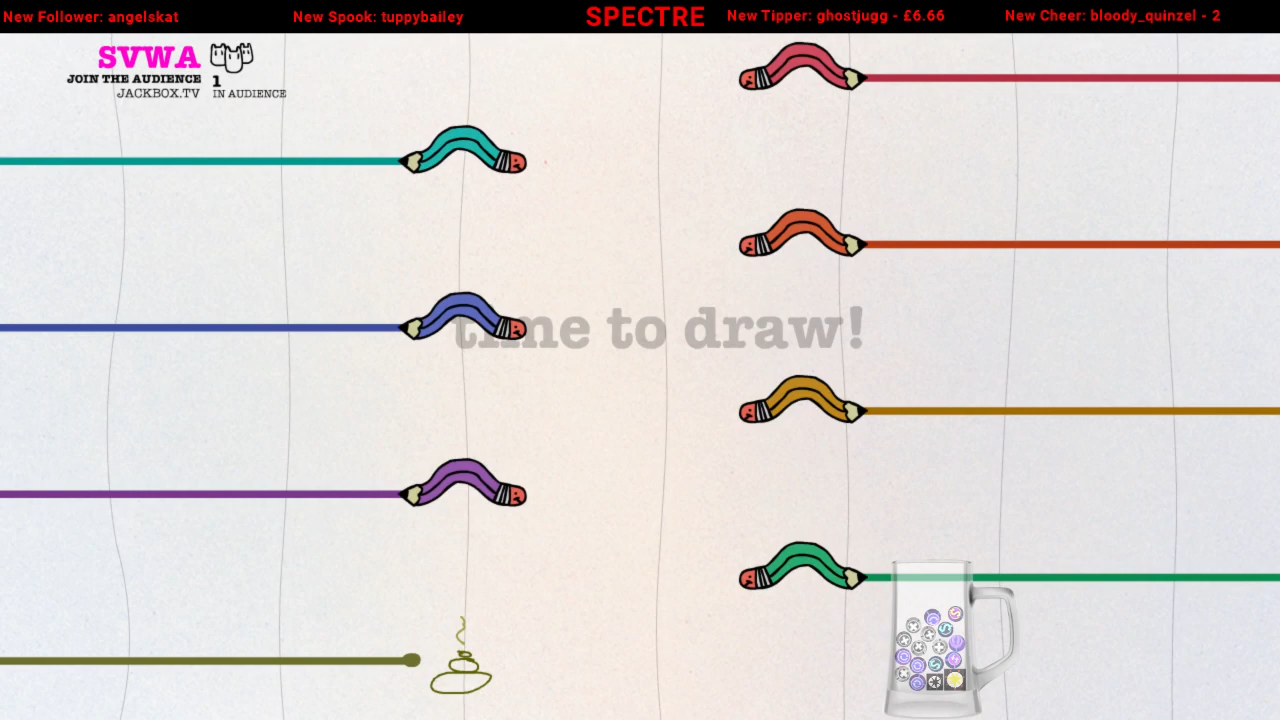 New Follower: angelskat
New Spook: tuppybailey
SPECTRE
New Tipper: ghostjugg - £6.66
New Cheer: bloody_quinzel - 2
SVWA
JOIN THE AUDIENCE
JACKBOX.TV
1
IN AUDIENCE
time to draw!